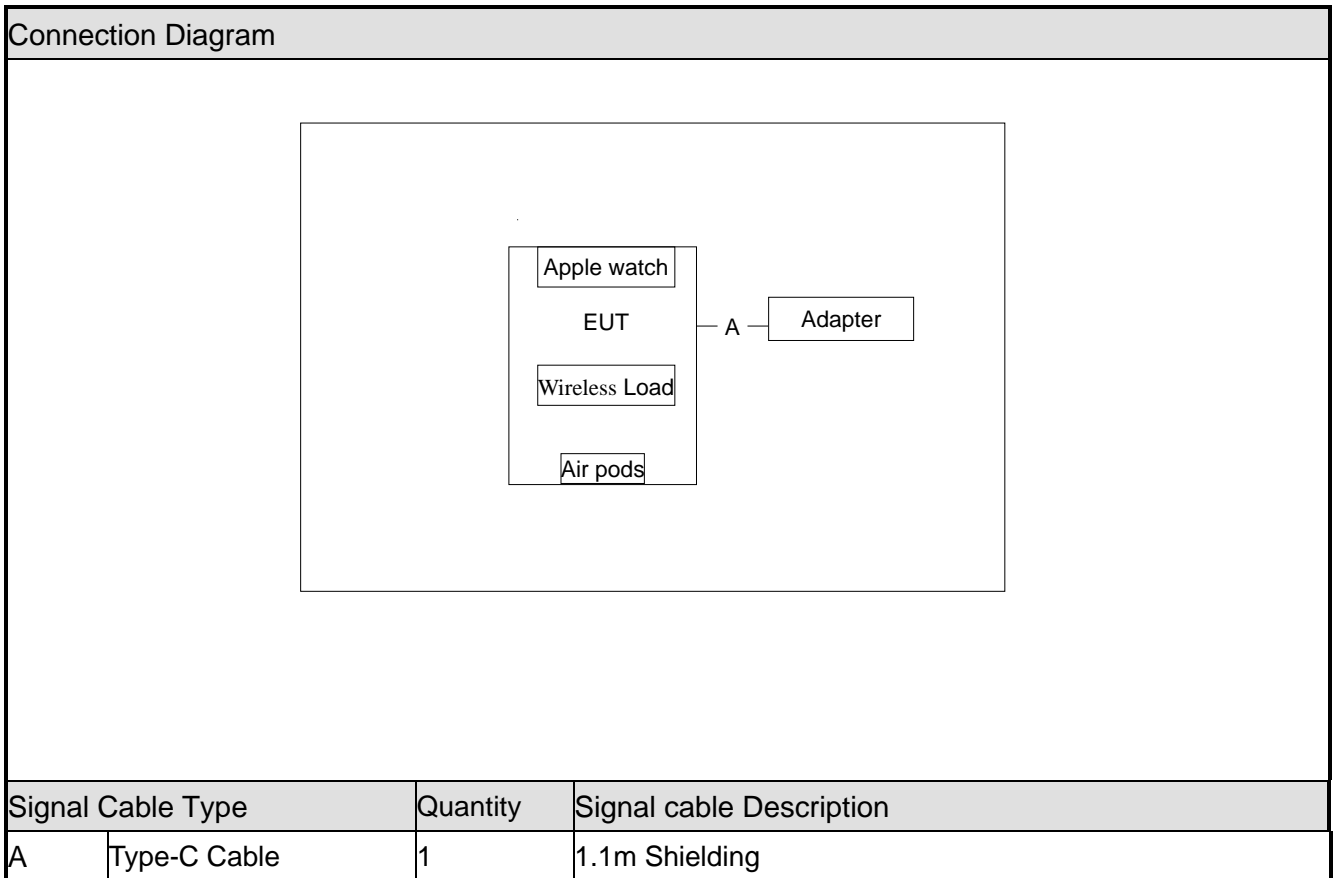 Connection Diagram
Apple watch
EUT
A
Adapter
Wireless Load
Air pods
Signal Cable Type Quantity Signal cable Description
A Type-C Cable 1 1.1m Shielding